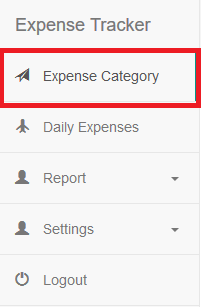 Expense Tracker
Expense Category
Daily Expenses
Report
Settings
Logout